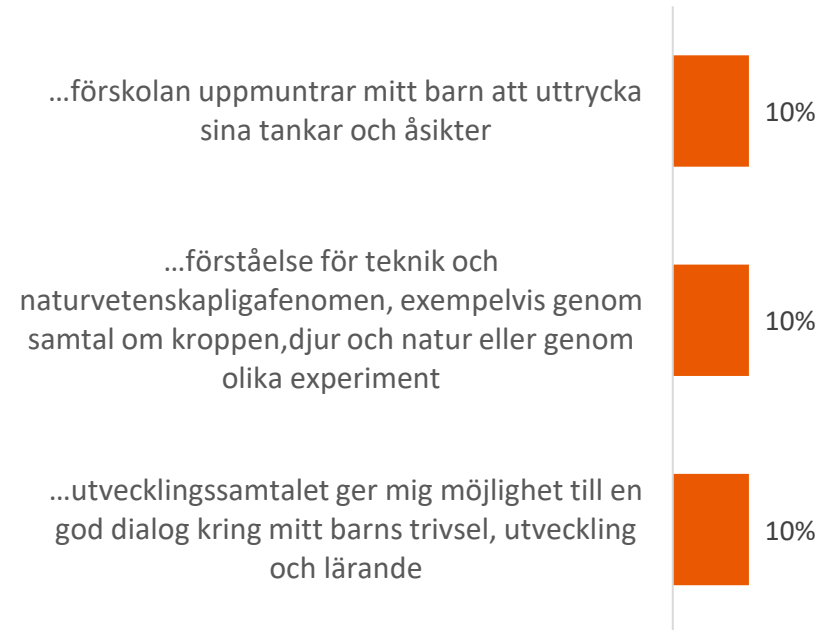 ...förskolan uppmuntrar mitt barn att uttrycka
sina tankar och åsikter
10%
...förståelse för teknik och
naturvetenskapligafenomen, exempelvis genom
samtal om kroppen,djur och natur eller genom
olika experiment
10%
...utvecklingssamtalet ger mig möjlighet till en
god dialog kring mitt barns trivsel, utveckling
och lärande
10%